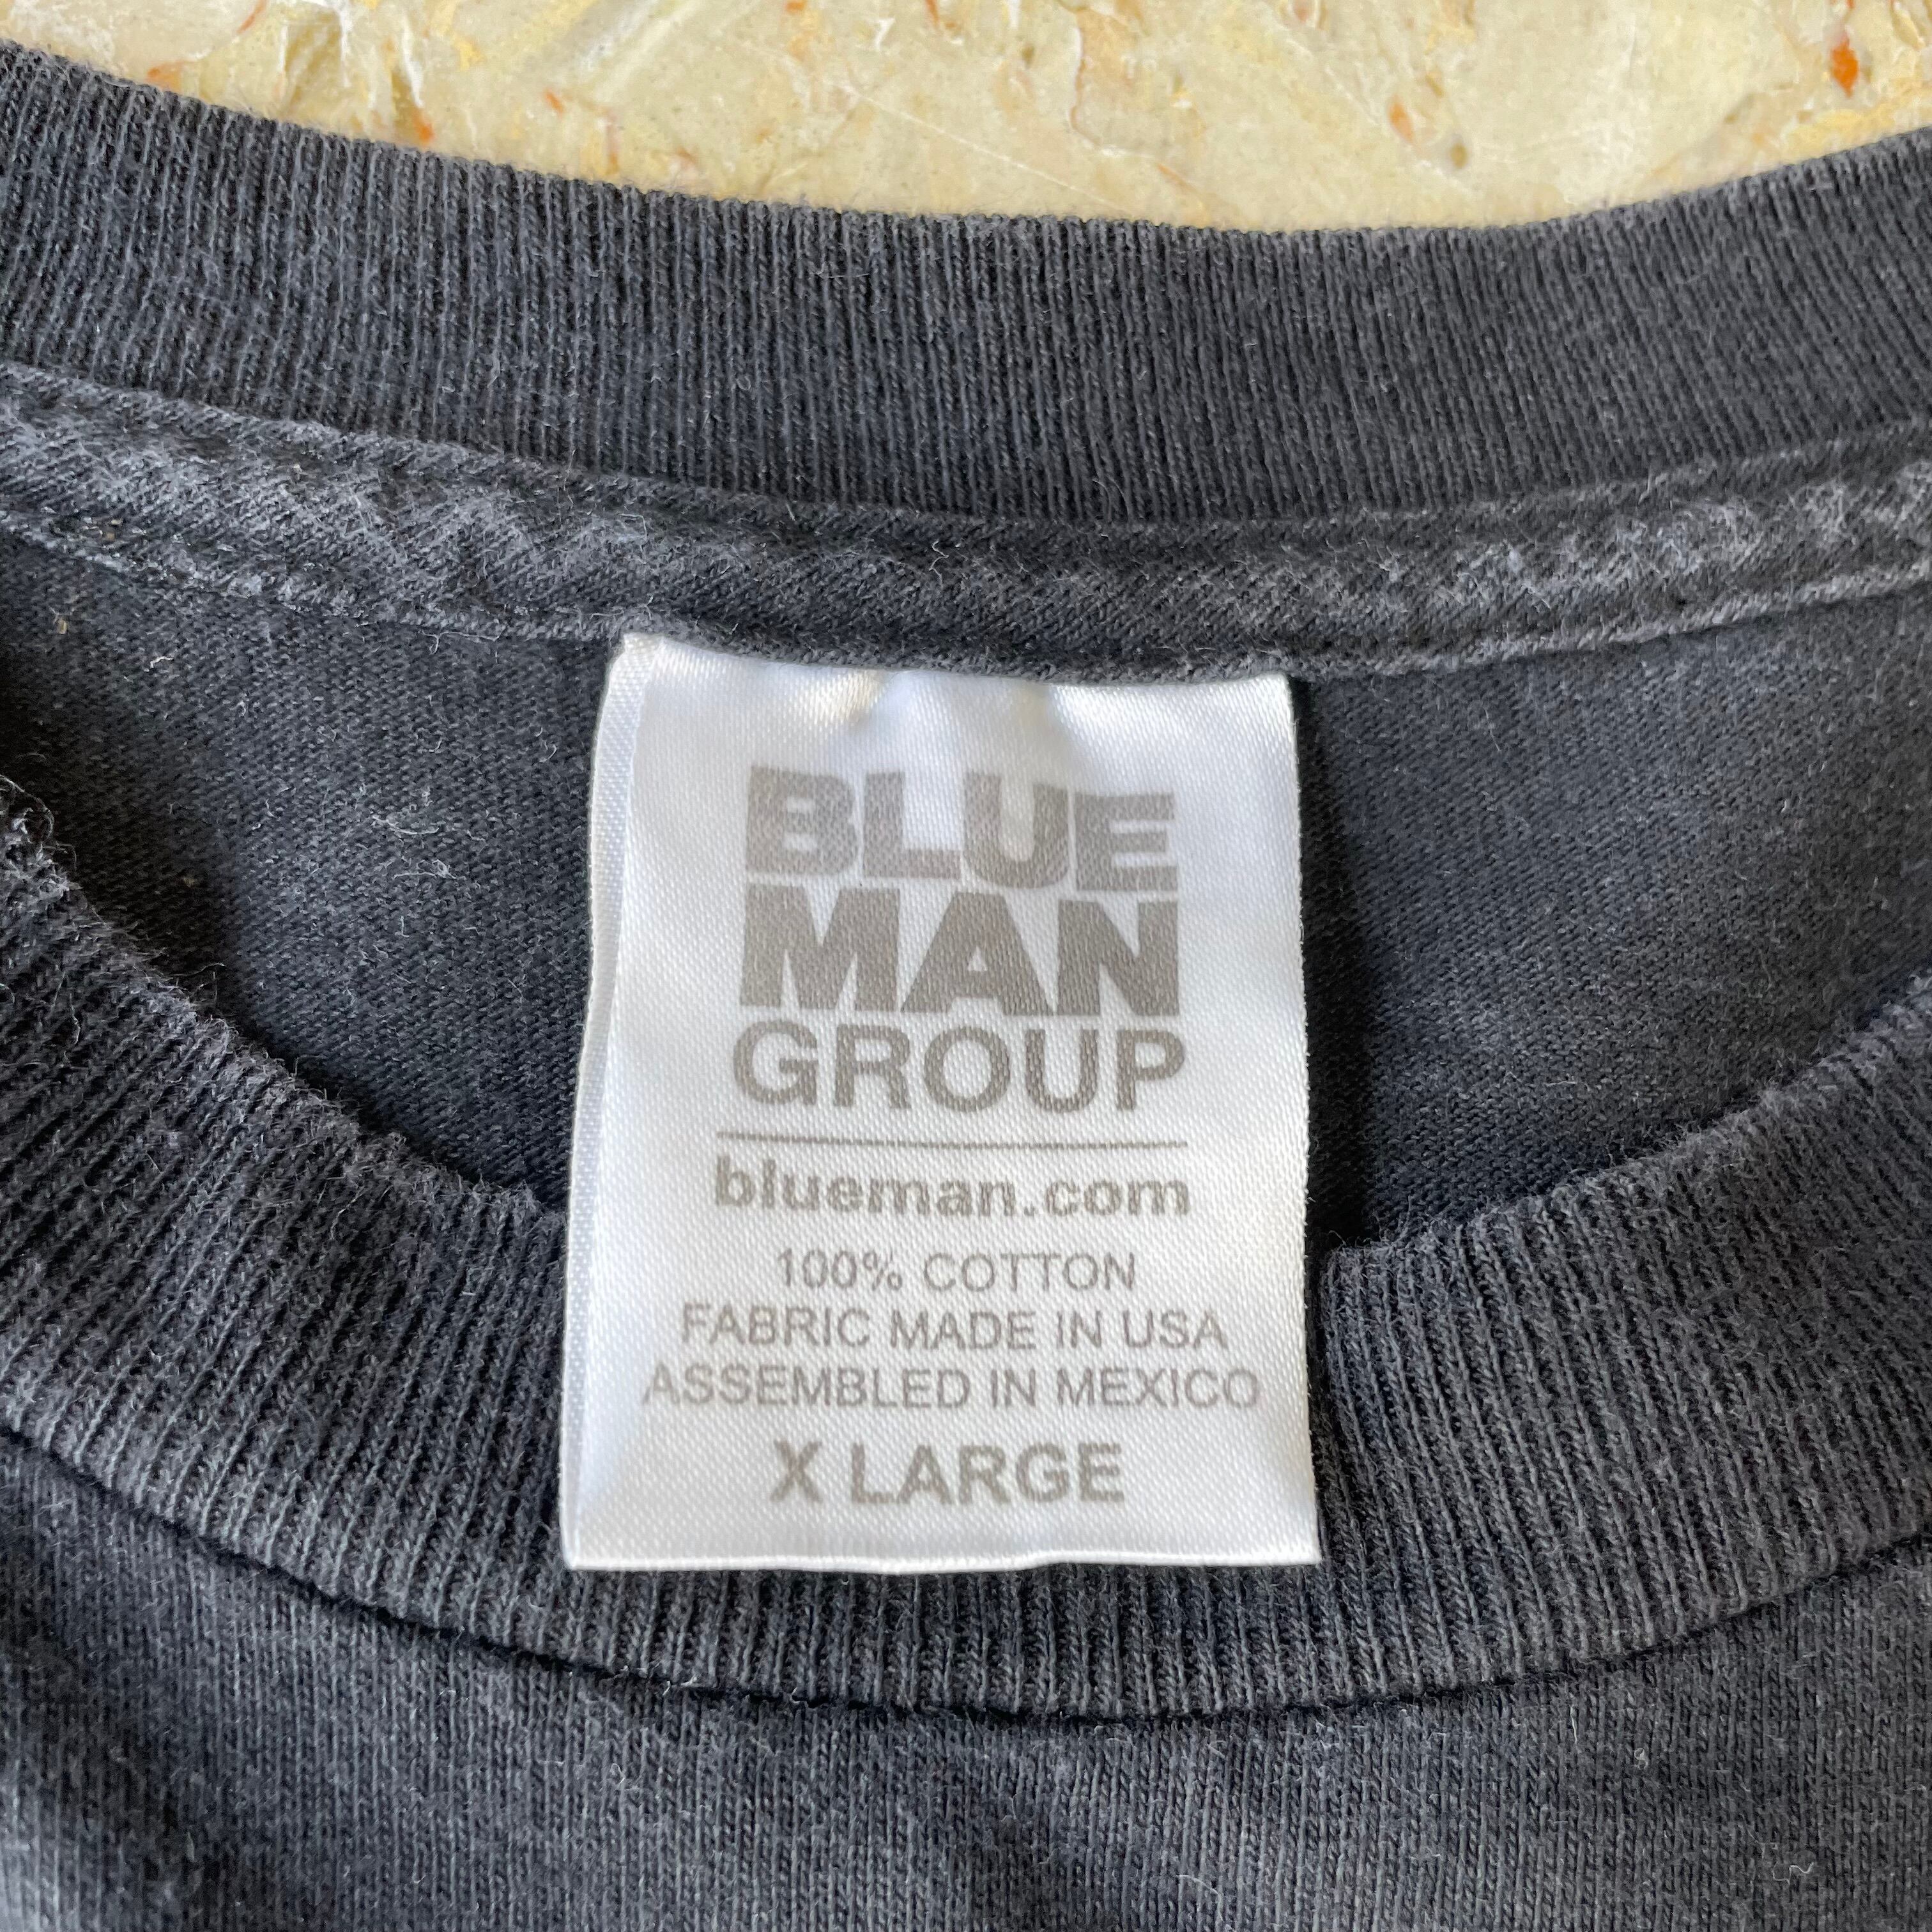 BLUE
MAN
GROUP
blueman.com
100% COTTON
FABRIC MADE IN USA
ASSEMBLED IN MEXICO
X LARGE